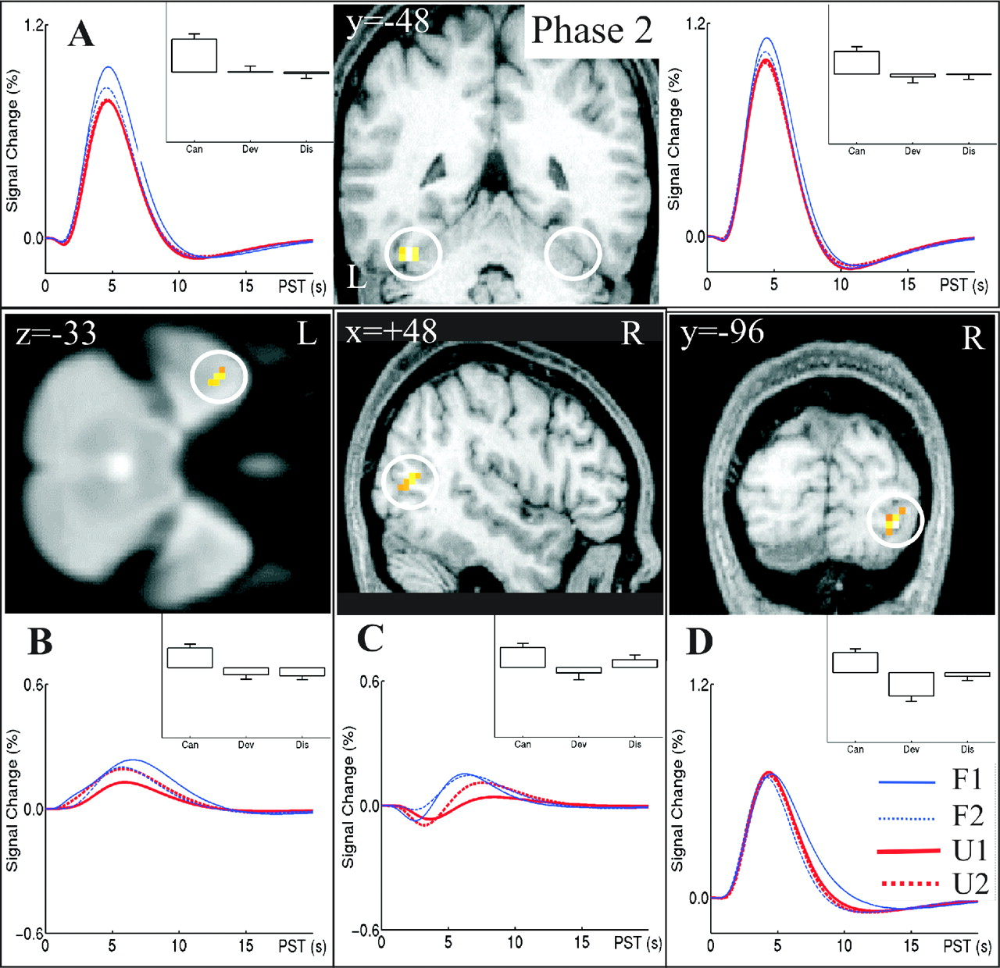 A
1.2
Signal Change (%)
0.0
0
5
10
15
PST (s)
Can
Dev
Dis
y=-48
Phase 2
L
1.2
Signal Change (%)
0.0
0
5
10
15
PST (s)
Can
Dev
Dis
z=-33
L
x=+48
R
y=-96
R
B
0.6
Signal Change (%)
0.0
−0.6
0
5
10
15
PST (s)
Can
Dev
Dis
C
0.6
Signal Change (%)
0.0
−0.6
0
5
10
15
PST (s)
Can
Dev
Dis
D
1.2
Signal Change (%)
0.0
0
5
10
15
PST (s)
Can
Dev
Dis
F1
F2
U1
U2